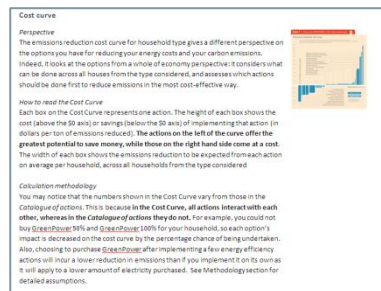 Cost curve
Perspective
The emissions reduction cost curve for household type gives a different perspective on
the options you have for reducing your energy costs and your carbon emissions.
Indeed, it looks at the options from a whole of economy perspective: it considers what
can be done across all houses from the type considered, and assesses which actions
should be done first to reduce emissions in the most cost-effective way.
How to read the Cost Curve
Each box on the Cost Curve represents one action. The height of each box shows the
cost (above the $0 axis) or savings (below the $0 axis) of implementing that action (in
dollars per ton of emissions reduced). The actions on the left of the curve offer the
greatest potential to save money, while those on the right hand side come at a cost.
The width of each box shows the emissions reduction to be expected from each action
on average per household, across all households from the type considered
Calculation methodology
You may notice that the numbers shown in the Cost Curve vary from those in the
Catalogue of actions. This is because in the Cost Curve, all actions interact with each
other, whereas in the Catalogue of actions they do not. For example, you could not
buy GreenPower 50% and GreenPower 100% for your household, so each option's
impact is decreased on the cost curve by the percentage chance of being undertaken.
Also, choosing to purchase GreenPower after implementing a few energy efficiency
actions will incur a lower reduction in emissions than if you implement it on its own as
it will apply to a lower amount of electricity purchased. See Methodology section for
detailed assumptions.